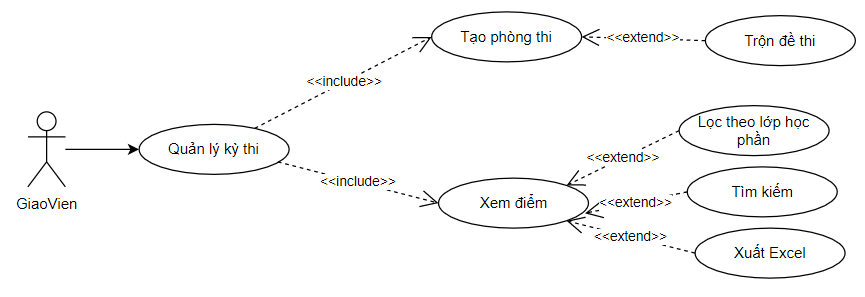 Tạo phòng thi
<<extend>>
Trộn đề thi
<<include>>
GiaoVien
Quản lý kỳ thi
<<include>>
Xem điểm
<<extend>>
Lọc theo lớp học
phần
<<extend>>
Tìm kiếm
<<extend>>
Xuất Excel